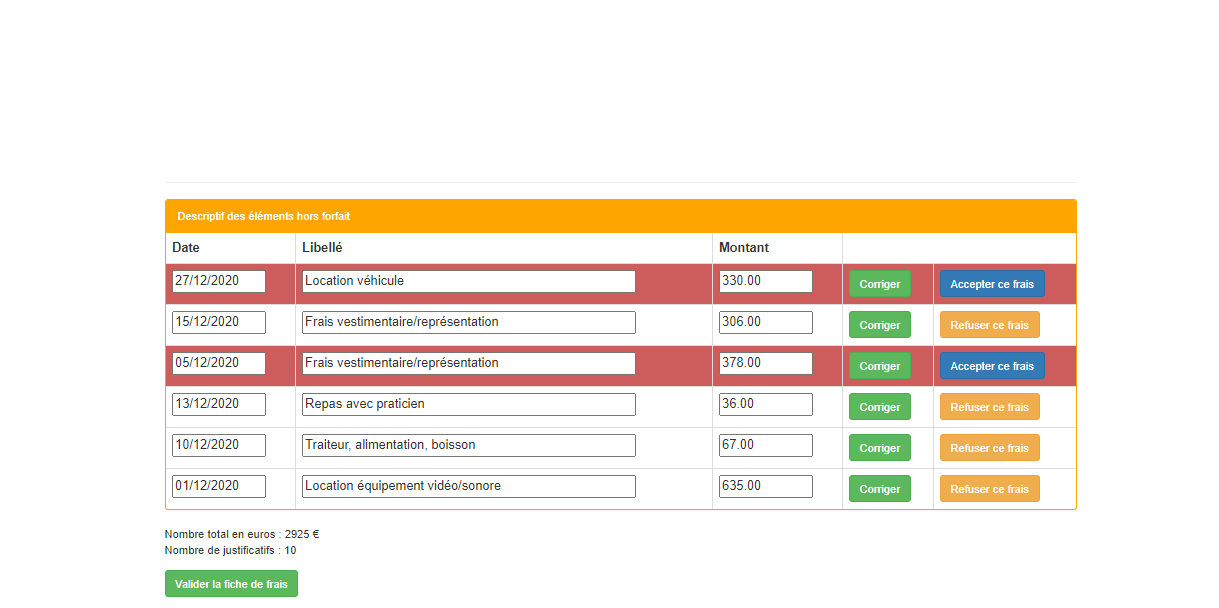 Descriptif des éléments hors forfait
Date Libellé Montant
27/12/2020 Location véhicule 330.00 Corriger Accepter ce frais
15/12/2020 Frais vestimentaire/représentation 306.00 Corriger Refuser ce frais
05/12/2020 Frais vestimentaire/représentation 378.00 Corriger Accepter ce frais
13/12/2020 Repas avec praticien 36.00 Corriger Refuser ce frais
10/12/2020 Traiteur, alimentation, boisson 67.00 Corriger Refuser ce frais
01/12/2020 Location équipement vidéo/sonore 635.00 Corriger Refuser ce frais
Nombre total en euros : 2925 €
Nombre de justificatifs : 10
Valider la fiche de frais